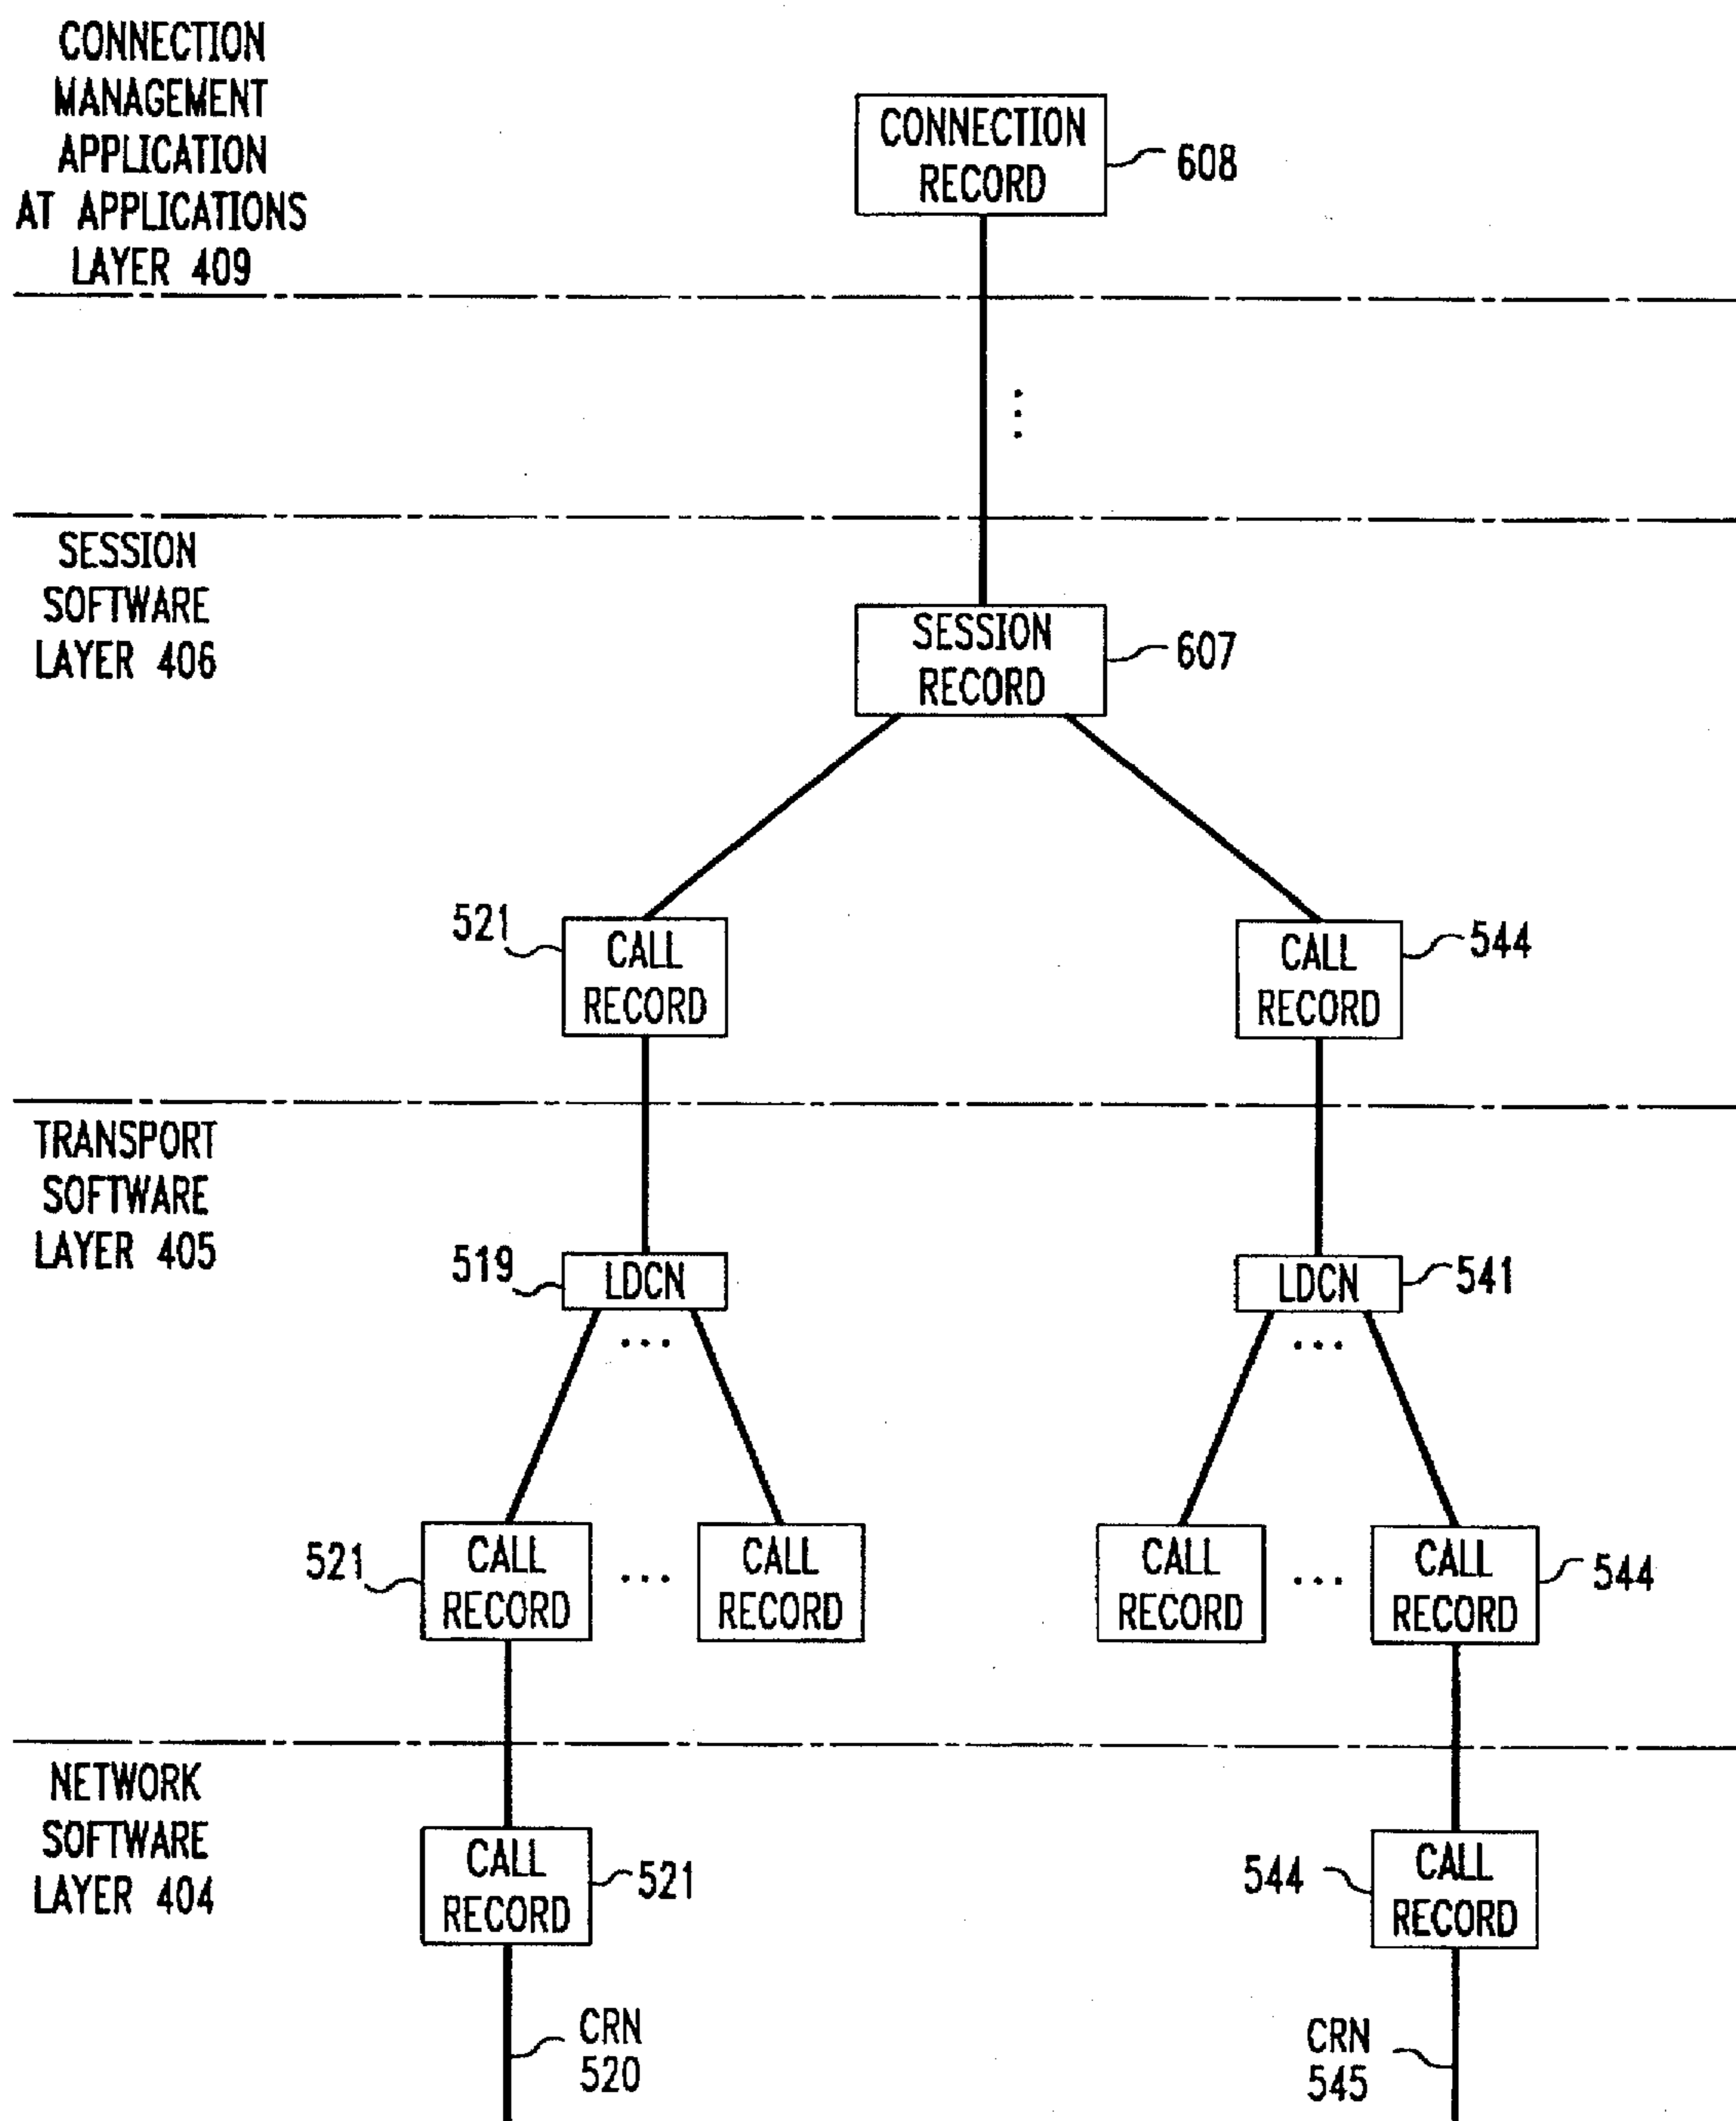 CONNECTION
MANAGEMENT
APPLICATION
AT APPLICATIONS
LAYER 409
CONNECTION
RECORD
608
SESSION
SOFTWARE
LAYER 406
SESSION
RECORD
607
521
CALL
RECORD
CALL
RECORD
544
TRANSPORT
SOFTWARE
LAYER 405
519
LDCN
LDCN
541
...
...
521
CALL
RECORD
...
CALL
RECORD
CALL
RECORD
...
CALL
RECORD
544
NETWORK
SOFTWARE
LAYER 404
CALL
RECORD
521
544
CALL
RECORD
CRN
520
CRN
545